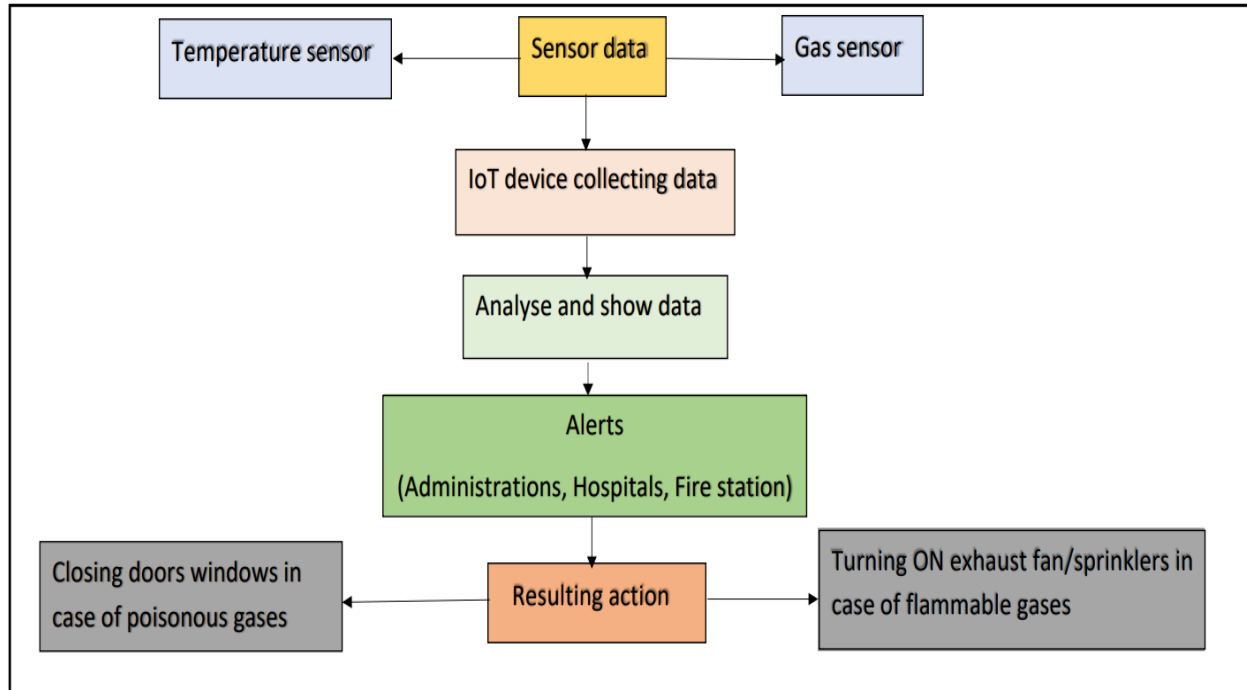 Temperature sensor
Sensor data
Gas sensor
IoT device collecting data
Analyse and show data
Alerts
(Administrations, Hospitals, Fire station)
Closing doors windows in
case of poisonous gases
Resulting action
Turning ON exhaust fan/sprinklers in
case of flammable gases